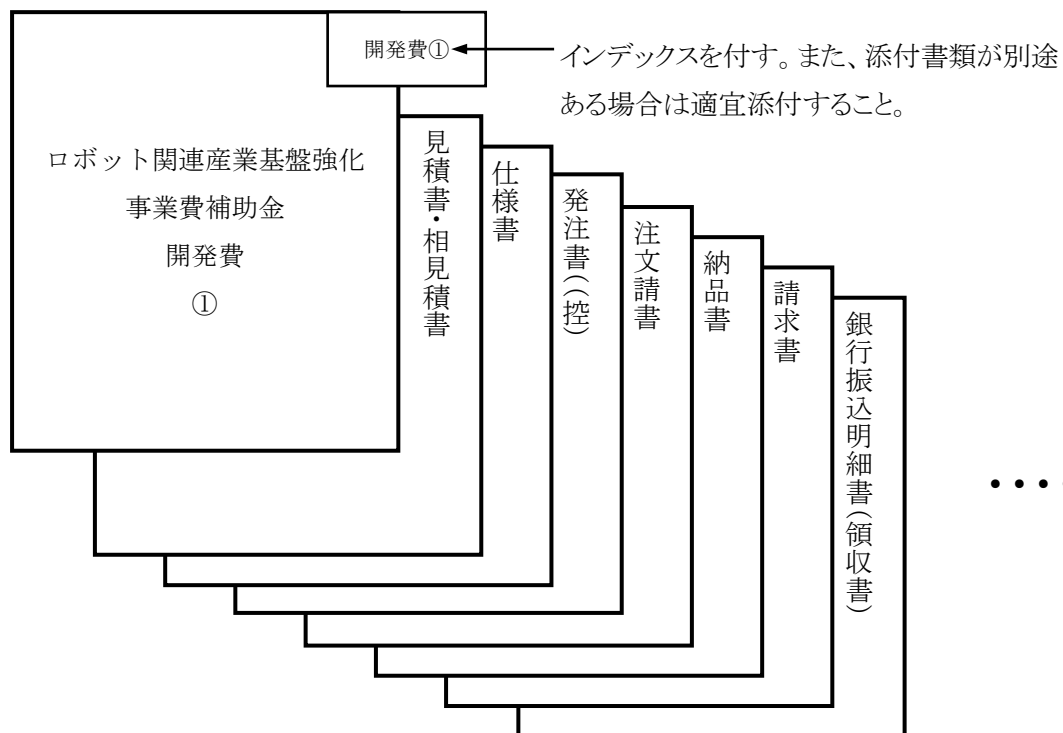 開発費①
インデックスを付す。また、添付書類が別途
ある場合は適宜添付すること。
ロボット関連産業基盤強化
事業費補助金
開発費
①
見積書・相見積書
仕様書
発注書((控)
注文請書
納品書
請求書
銀行振込明細書(領収書)
・・・・